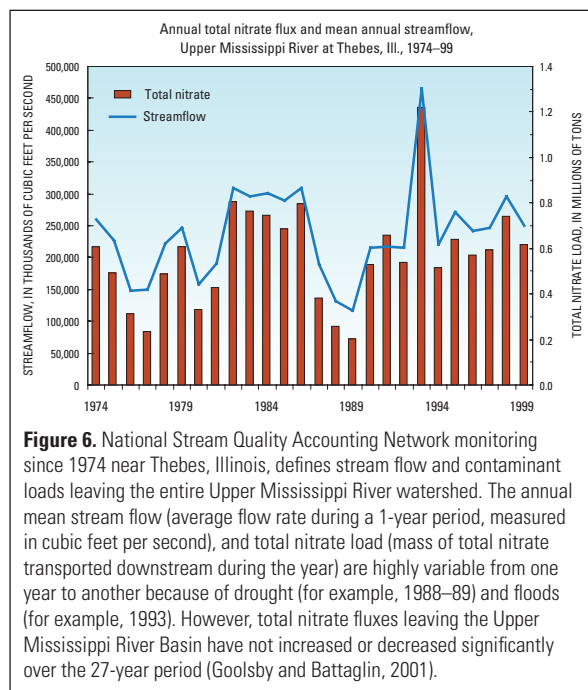 Annual total nitrate flux and mean annual streamflow,
Upper Mississippi River at Thebes, Ill., 1974–99
STREAMFLOW, IN THOUSANDS OF CUBIC FEET PER SECOND
500,000
450,000
400,000
350,000
300,000
250,000
200,000
150,000
100,000
50,000
0
Total nitrate
Streamflow
1.4
1.2
1.0
0.8
0.6
0.4
0.2
0.0
TOTAL NITRATE LOAD, IN MILLIONS OF TONS
1974 1979 1984 1989 1994 1999
Figure 6. National Stream Quality Accounting Network monitoring
since 1974 near Thebes, Illinois, defines stream flow and contaminant
loads leaving the entire Upper Mississippi River watershed. The annual
mean stream flow (average flow rate during a 1-year period, measured
in cubic feet per second), and total nitrate load (mass of total nitrate
transported downstream during the year) are highly variable from one
year to another because of drought (for example, 1988–89) and floods
(for example, 1993). However, total nitrate fluxes leaving the Upper
Mississippi River Basin have not increased or decreased significantly
over the 27-year period (Goolsby and Battaglin, 2001).